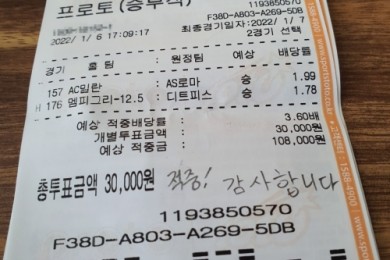 프로토(승부식)
1193850570
F38D-A803-A269-5DB
2022/ 1/ 6 17:09:17
최종경기일자:2022/ 1/ 7
2경기 선택
경기 홈팀 : 원정팀 예상 배당률
157 AC밀란 : AS로마 승 1.99
H 176 엠피그리-12.5 : 디트피스 승 1.78
예상 적중배당률 : 3.60배
개별투표금액 : 30,000원
예상 적중금 : 108,000원
총투표금액 30,000원 적중! 감사합니다
1193850570
F38D-A803-A269-5DB
1588-4900